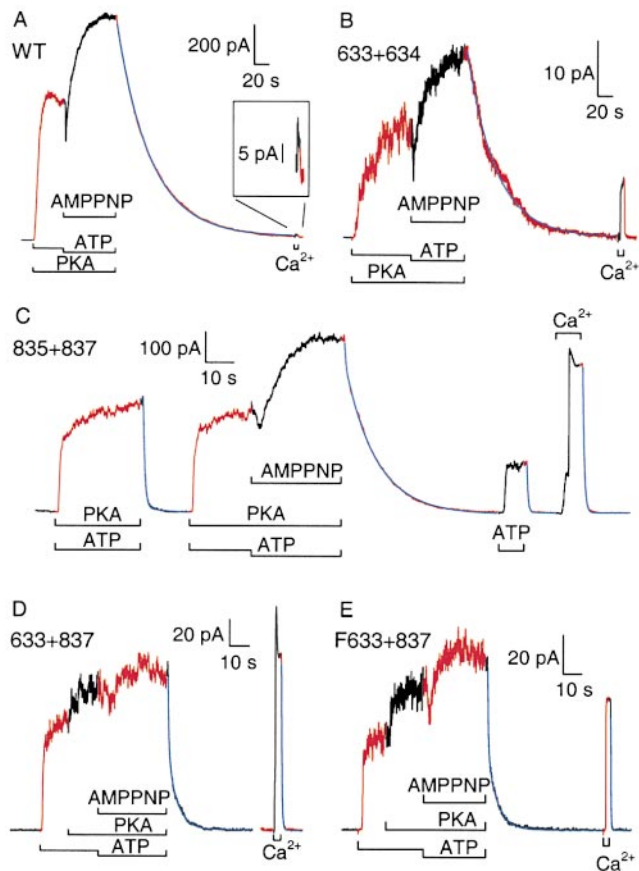 A
WT
200 pA
20 s
5 pA
AMPPNP
ATP
PKA
Ca2+
B
633+634
10 pA
20 s
AMPPNP
ATP
PKA
Ca2+
C
835+837
100 pA
10 s
Ca2+
AMPPNP
PKA
ATP
PKA
ATP
ATP
D
633+837
20 pA
10 s
AMPPNP
PKA
ATP
Ca2+
E
F633+837
20 pA
10 s
AMPPNP
PKA
ATP
Ca2+